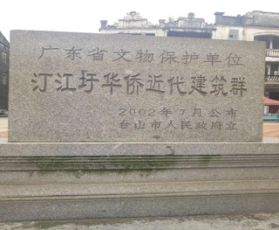 广东省文物保护单位
汀江圩华侨近代建筑群
2002年7月公布
台山市人民政府立